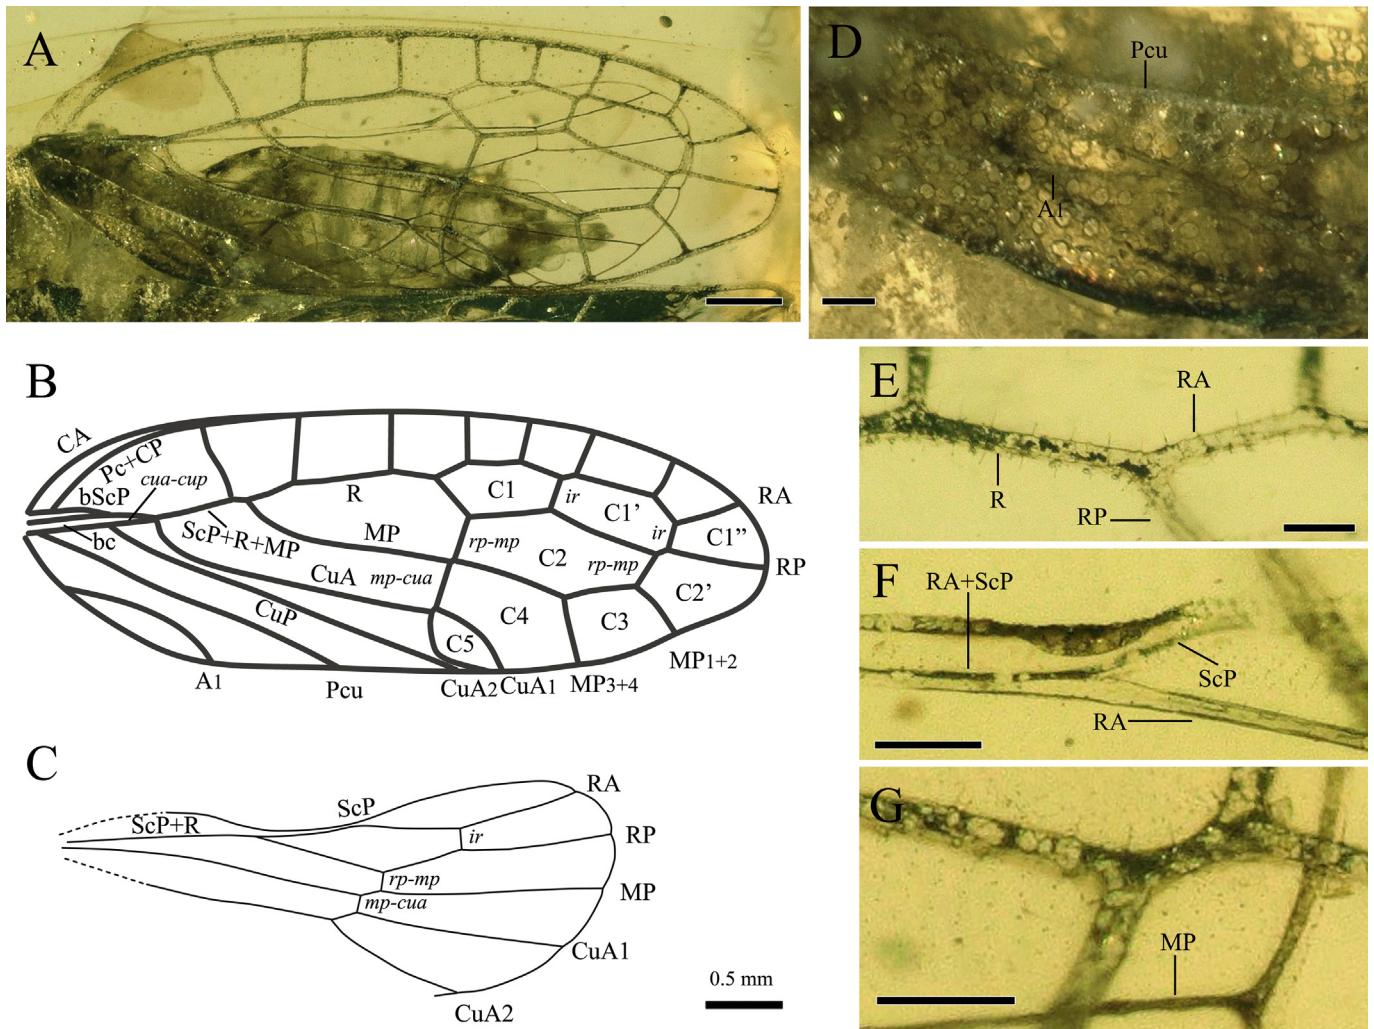 A
D
Pcu
A1
B
CA
Pc+CP
bScP
cua-cup
bc
ScP+R+MP
R
MP
CuA
mp-cua
CuP
C1
ir
C1’
ir
C1”
rp-mp
C2
rp-mp
C2’
C4
C3
C5
RA
RP
MP1+2
A1
Pcu
CuA2
CuA1
MP3+4
E
RA
R
RP
F
RA+ScP
ScP
RA
C
ScP
ScP+R
RA
ir
RP
rp-mp
MP
mp-cua
CuA1
CuA2
0.5 mm
G
MP